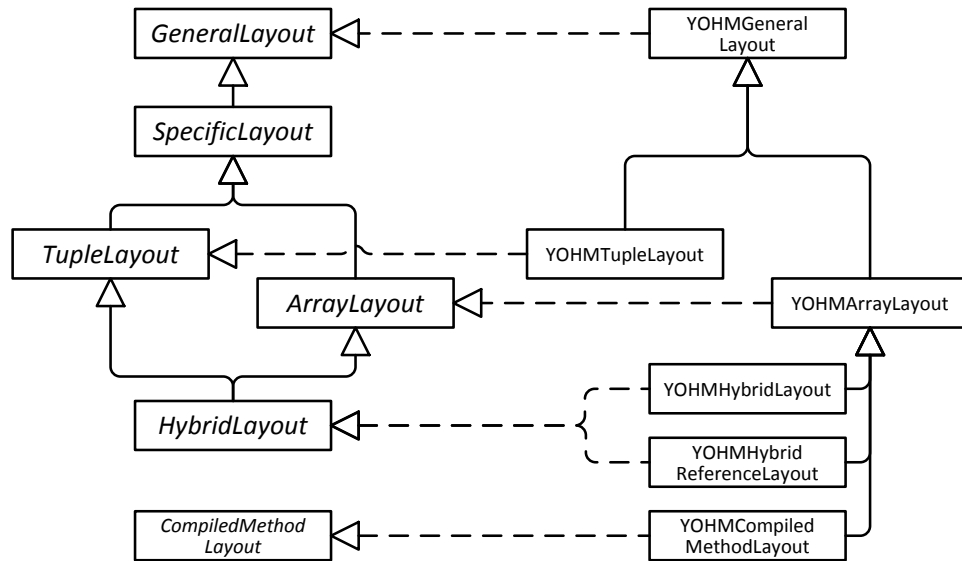 GeneralLayout
YOHMGeneral
Layout
SpecificLayout
TupleLayout
YOHMTupleLayout
ArrayLayout
YOHMArrayLayout
YOHMHybridLayout
HybridLayout
YOHMHybrid
ReferenceLayout
CompiledMethod
Layout
YOHMCompiled
MethodLayout